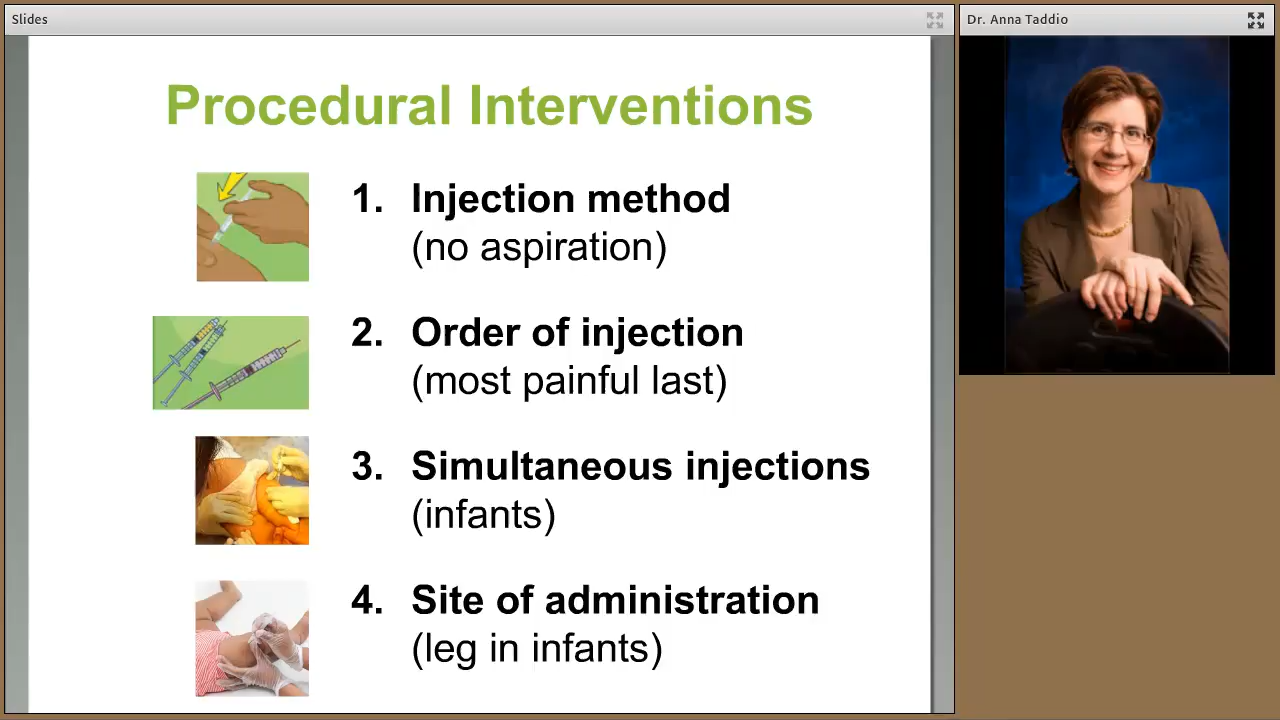 Slides
Dr. Anna Taddio
Procedural Interventions
1. Injection method
(no aspiration)
2. Order of injection
(most painful last)
3. Simultaneous injections
(infants)
4. Site of administration
(leg in infants)